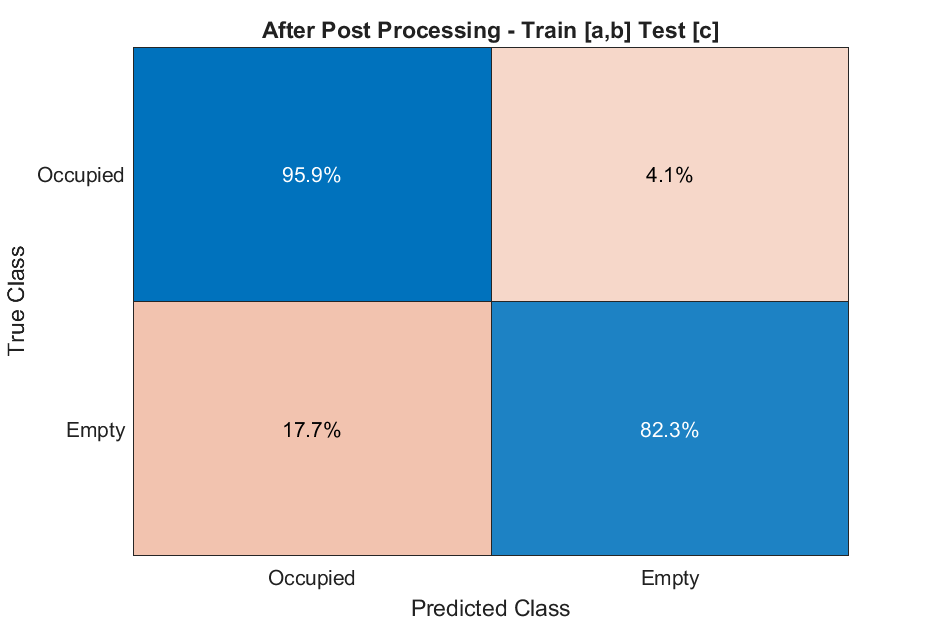 After Post Processing - Train [a,b] Test [c]
True Class
Occupied
95.9%
4.1%
Empty
17.7%
82.3%
Occupied
Empty
Predicted Class